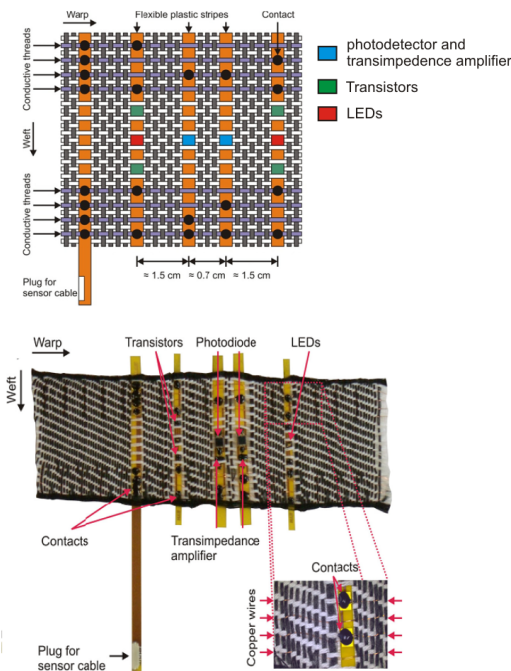 Warp
Flexible plastic stripes
Contact
Conductive threads
Weft
Conductive threads
photodetector and
transimpedence amplifier
Transistors
LEDs
≈ 1.5 cm
≈ 0.7 cm
≈ 1.5 cm
Plug for
sensor cable
Warp
Transistors
Photodiode
LEDs
Weft
Contacts
Transimpedance
amplifier
Contacts
Copper wires
Plug for
sensor cable